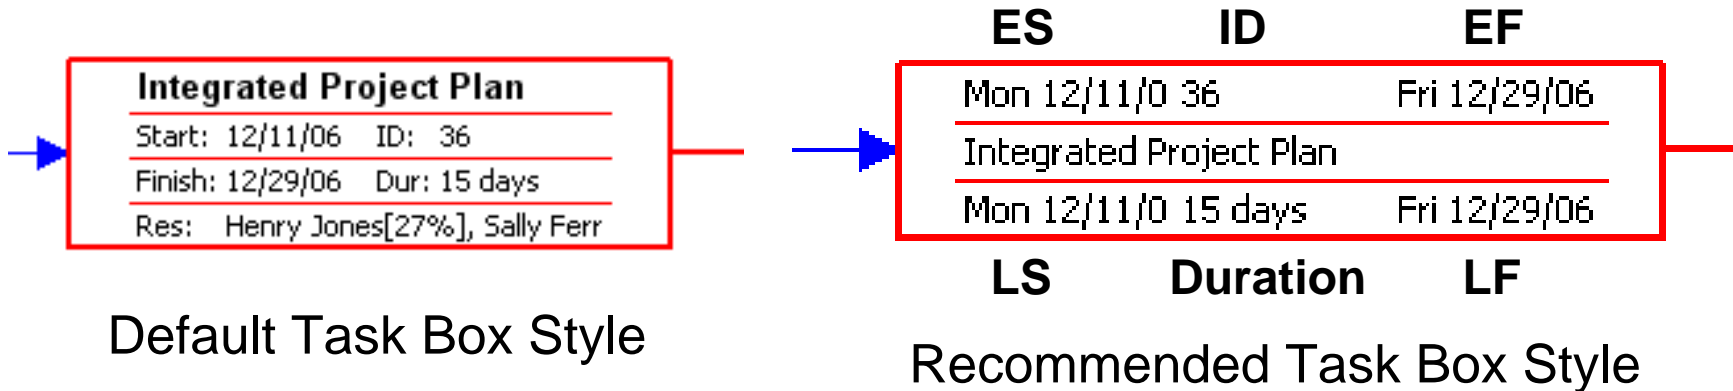 Integrated Project Plan
Start: 12/11/06 ID: 36
Finish: 12/29/06 Dur: 15 days
Res: Henry Jones[27%], Sally Ferr
Default Task Box Style
ES ID EF
Mon 12/11/0 36 Fri 12/29/06
Integrated Project Plan
Mon 12/11/0 15 days Fri 12/29/06
LS Duration LF
Recommended Task Box Style